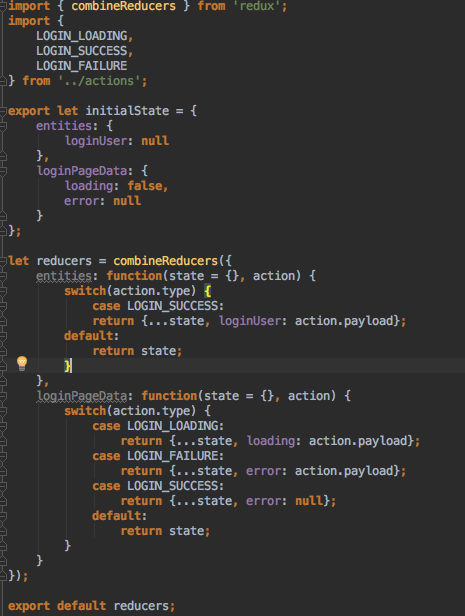 import { combineReducers } from 'redux';
import {
    LOGIN_LOADING,
    LOGIN_SUCCESS,
    LOGIN_FAILURE
} from '../actions';

export let initialState = {
    entities: {
        loginUser: null
    },
    loginPageData: {
        loading: false,
        error: null
    }
};

let reducers = combineReducers({
    entities: function(state = {}, action) {
        switch(action.type) {
            case LOGIN_SUCCESS:
            return {...state, loginUser: action.payload};
        default:
            return state;
        }
    },
    loginPageData: function(state = {}, action) {
        switch(action.type) {
            case LOGIN_LOADING:
                return {...state, loading: action.payload};
            case LOGIN_FAILURE:
                return {...state, error: action.payload};
            case LOGIN_SUCCESS:
                return {...state, error: null};
            default:
                return state;
        }
    }
});

export default reducers;